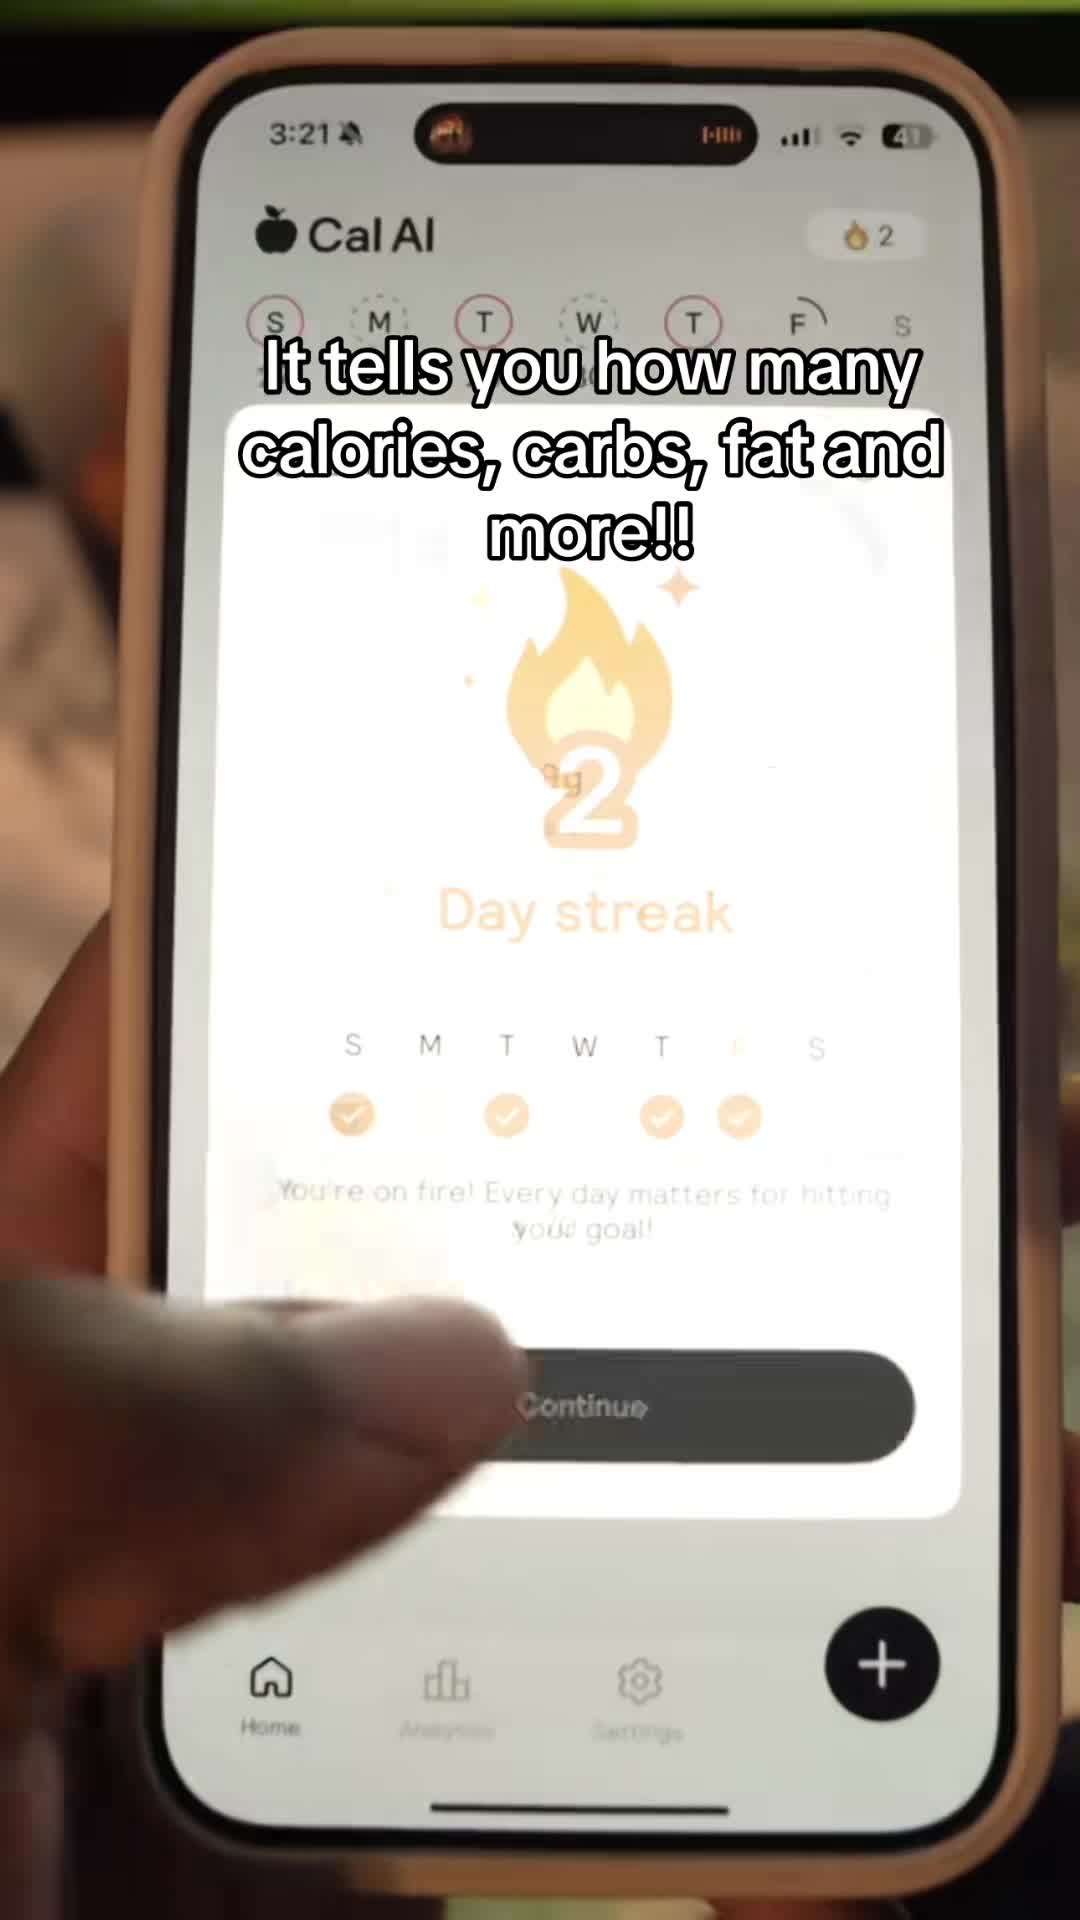 3:21
41
Cal AI
2
S M T W T F S
It tells you how many
calories, carbs, fat and
more!!
2
Day streak
S M T W T F S
You're on fire! Every day matters for hitting
your goal!
Continue
Home
Analytics
Settings